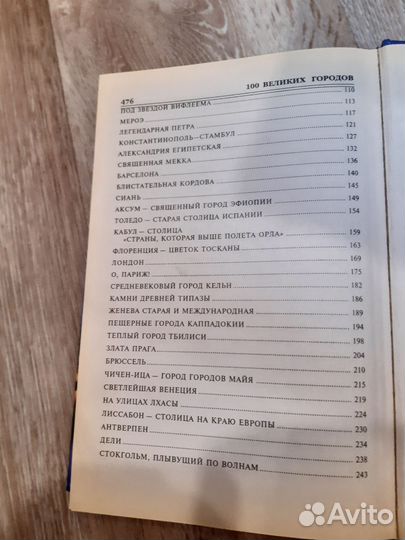 476 100 ВЕЛИКИХ ГОРОДОВ
ПОД ЗВЕЗДОЙ ВИФЛЕЕМА 110
МЕРОЭ 113
ЛЕГЕНДАРНАЯ ПЕТРА 117
КОНСТАНТИНОПОЛЬ—СТАМБУЛ 121
АЛЕКСАНДРИЯ ЕГИПЕТСКАЯ 127
СВЯЩЕННАЯ МЕККА 132
БАРСЕЛОНА 136
БЛИСТАТЕЛЬНАЯ КОРДОВА 140
СИАНЬ 145
АКСУМ — СВЯЩЕННЫЙ ГОРОД ЭФИОПИИ 149
ТОЛЕДО — СТАРАЯ СТОЛИЦА ИСПАНИИ 154
КАБУЛ — СТОЛИЦА
«СТРАНЫ, КОТОРАЯ ВЫШЕ ПОЛЕТА ОРЛА» 159
ФЛОРЕНЦИЯ — ЦВЕТОК ТОСКАНЫ 163
ЛОНДОН 169
О, ПАРИЖ! 175
СРЕДНЕВЕКОВЫЙ ГОРОД КЕЛЬН 182
КАМНИ ДРЕВНЕЙ ТИПАЗЫ 186
ЖЕНЕВА СТАРАЯ И МЕЖДУНАРОДНАЯ 189
ПЕЩЕРНЫЕ ГОРОДА КАППАДОКИИ 194
ТЕПЛЫЙ ГОРОД ТБИЛИСИ 198
ЗЛАТА ПРАГА 204
БРЮССЕЛЬ 210
ЧИЧЕН-ИЦА — ГОРОД ГОРОДОВ МАЙЯ 215
СВЕТЛЕЙШАЯ ВЕНЕЦИЯ 219
НА УЛИЦАХ ЛХАСЫ 224
ЛИССАБОН — СТОЛИЦА НА КРАЮ ЕВРОПЫ 230
АНТВЕРПЕН 234
ДЕЛИ 238
СТОКГОЛЬМ, ПЛЫВУЩИЙ ПО ВОЛНАМ 243
Avito